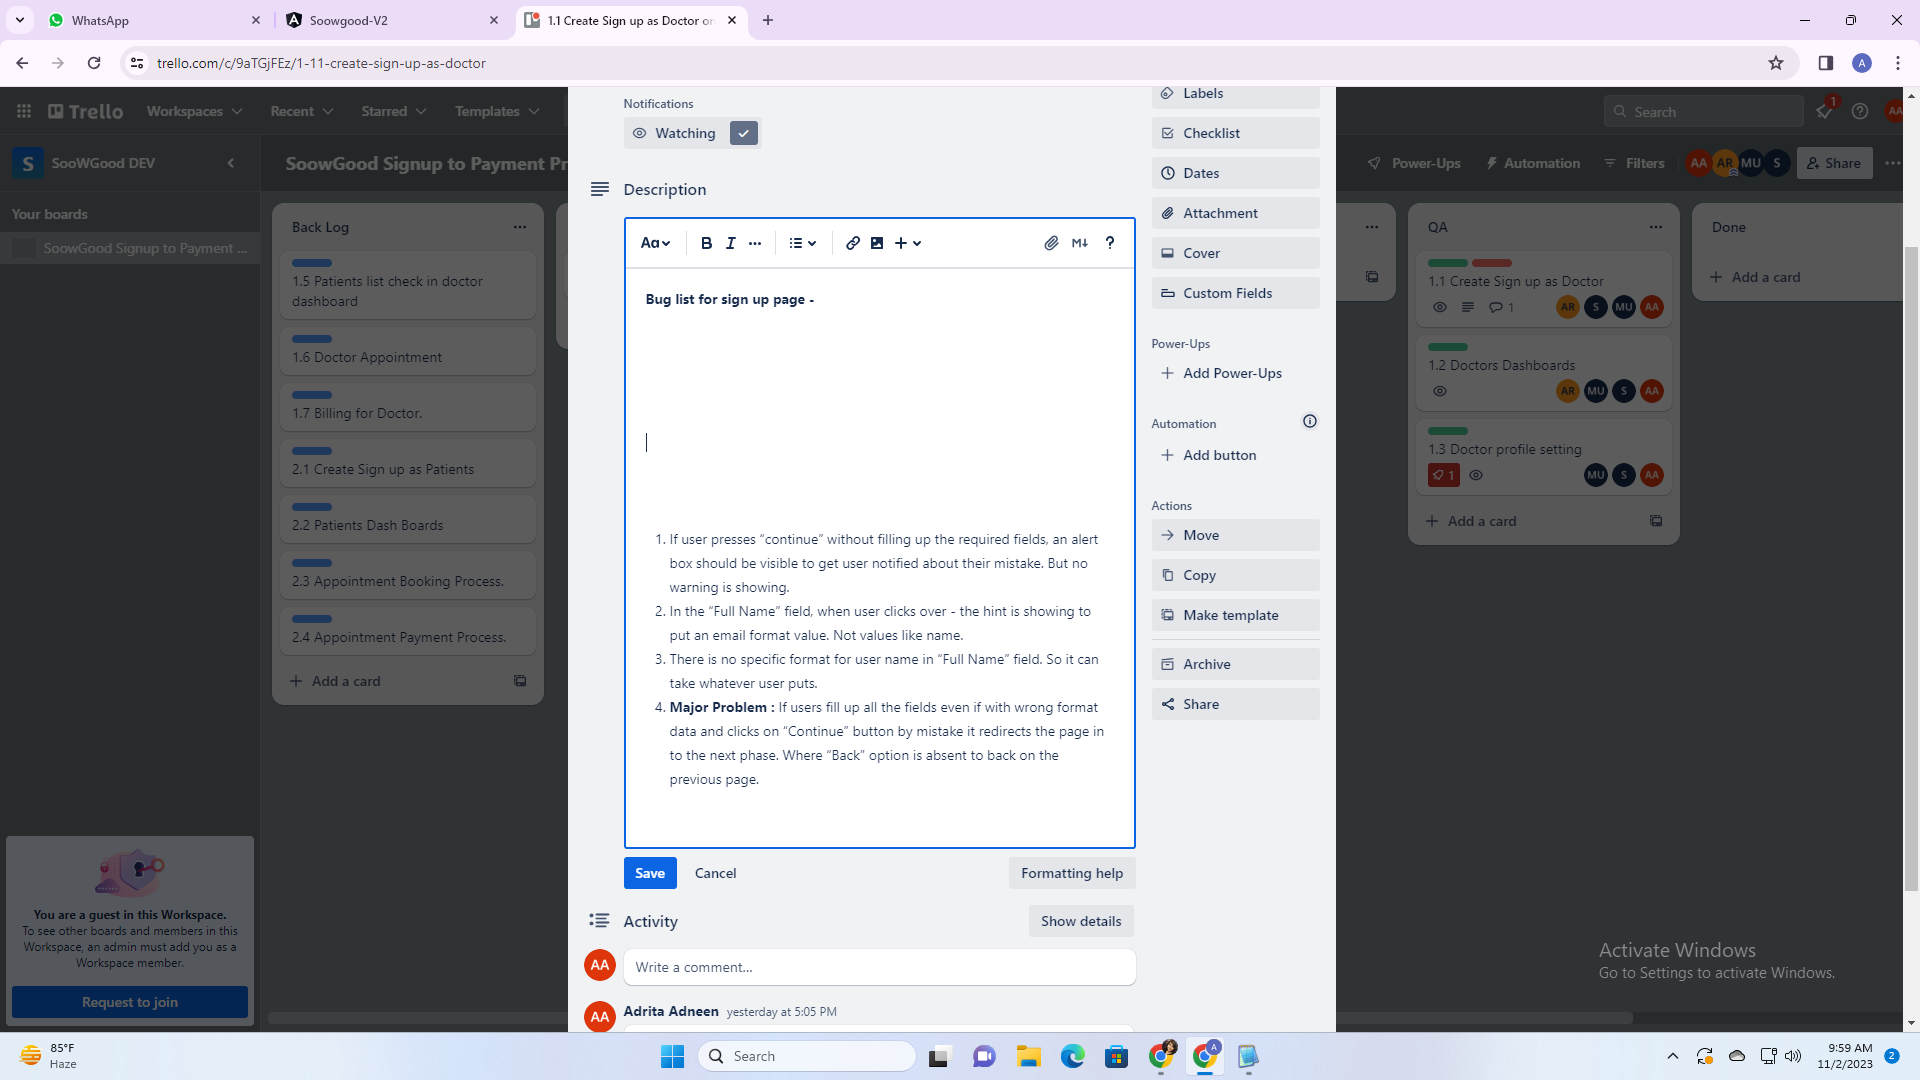 WhatsApp
Soowgood-V2
1.1 Create Sign up as Doctor on
trello.com/c/9aTGjFEz/1-11-create-sign-up-as-doctor
A
Trello
Workspaces
Recent
Starred
Templates
Search
1
AA
S
SooWGood DEV
SoowGood Signup to Payment Pr
Power-Ups
Automation
Filters
AA
AR
MU
S
Share
Your boards
SoowGood Signup to Payment ...
Back Log
1.5 Patients list check in doctor
dashboard
1.6 Doctor Appointment
1.7 Billing for Doctor.
2.1 Create Sign up as Patients
2.2 Patients Dash Boards
2.3 Appointment Booking Process.
2.4 Appointment Payment Process.
Add a card
You are a guest in this Workspace.
To see other boards and members in this
Workspace, an admin must add you as a
Workspace member.
Request to join
Notifications
Watching
Description
Aa
B
I
M
?
Bug list for sign up page -
1. If user presses “continue” without filling up the required fields, an alert
box should be visible to get user notified about their mistake. But no
warning is showing.
2. In the “Full Name” field, when user clicks over - the hint is showing to
put an email format value. Not values like name.
3. There is no specific format for user name in “Full Name” field. So it can
take whatever user puts.
4. Major Problem : If users fill up all the fields even if with wrong format
data and clicks on “Continue” button by mistake it redirects the page in
to the next phase. Where “Back” option is absent to back on the
previous page.
Save
Cancel
Formatting help
Activity
Show details
AA
Write a comment...
AA
Adrita Adneen yesterday at 5:05 PM
Labels
Checklist
Dates
Attachment
Cover
Custom Fields
Power-Ups
Add Power-Ups
Automation
Add button
Actions
Move
Copy
Make template
Archive
Share
QA
1.1 Create Sign up as Doctor
1
AR
S
MU
AA
1.2 Doctors Dashboards
AR
MU
S
AA
1.3 Doctor profile setting
1
MU
S
AA
Add a card
Done
Add a card
Activate Windows
Go to Settings to activate Windows.
85°F
Haze
Search
A
9:59 AM
11/2/2023
2